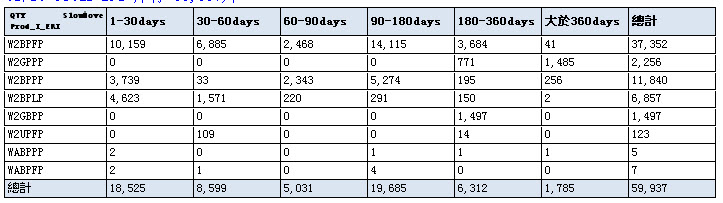 QTY Slowmove 1-30days 30-60days 60-90days 90-180days 180-360days 大於360days 總計
W2BPFP 10,159 6,885 2,468 14,115 3,684 41 37,352
W2GPPP 0 0 0 0 771 1,485 2,256
W2BPPP 3,739 33 2,343 5,274 195 256 11,840
W2BPLP 4,623 1,571 220 291 150 2 6,857
W2GBPP 0 0 0 0 1,497 0 1,497
W2UPFP 0 109 0 0 14 0 123
WABPPP 2 0 0 1 1 1 5
WABPFP 2 1 0 4 0 0 7
總計 18,525 8,599 5,031 19,685 6,312 1,785 59,937